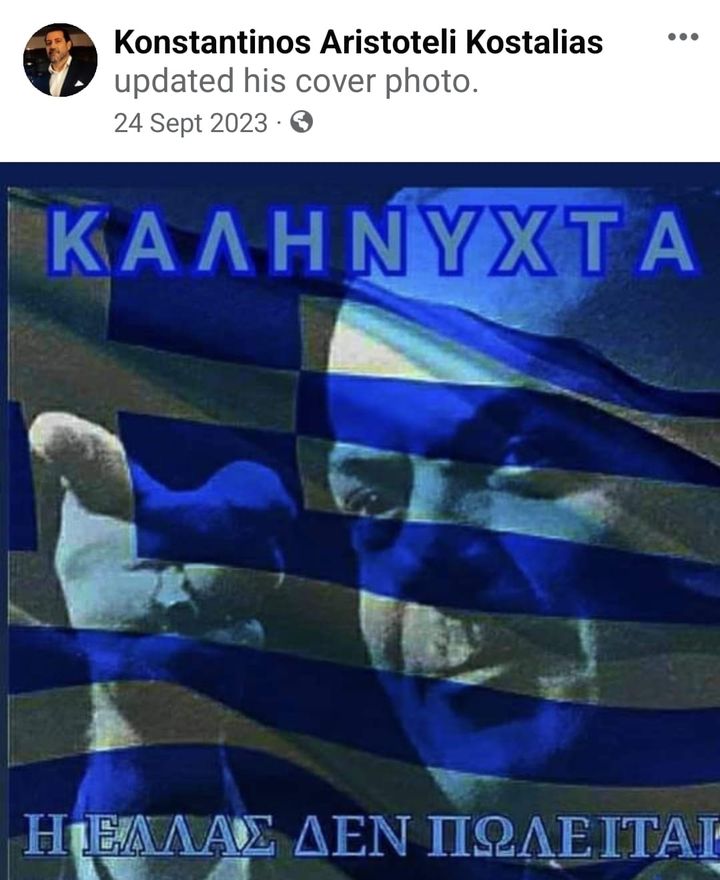 Konstantinos Aristoteli Kostalias
updated his cover photo.
24 Sept 2023 ·
ΚΑΛΗΝΥΧΤΑ
Η ΕΛΛΑΣ ΔΕΝ ΠΩΛΕΙΤΑΙ